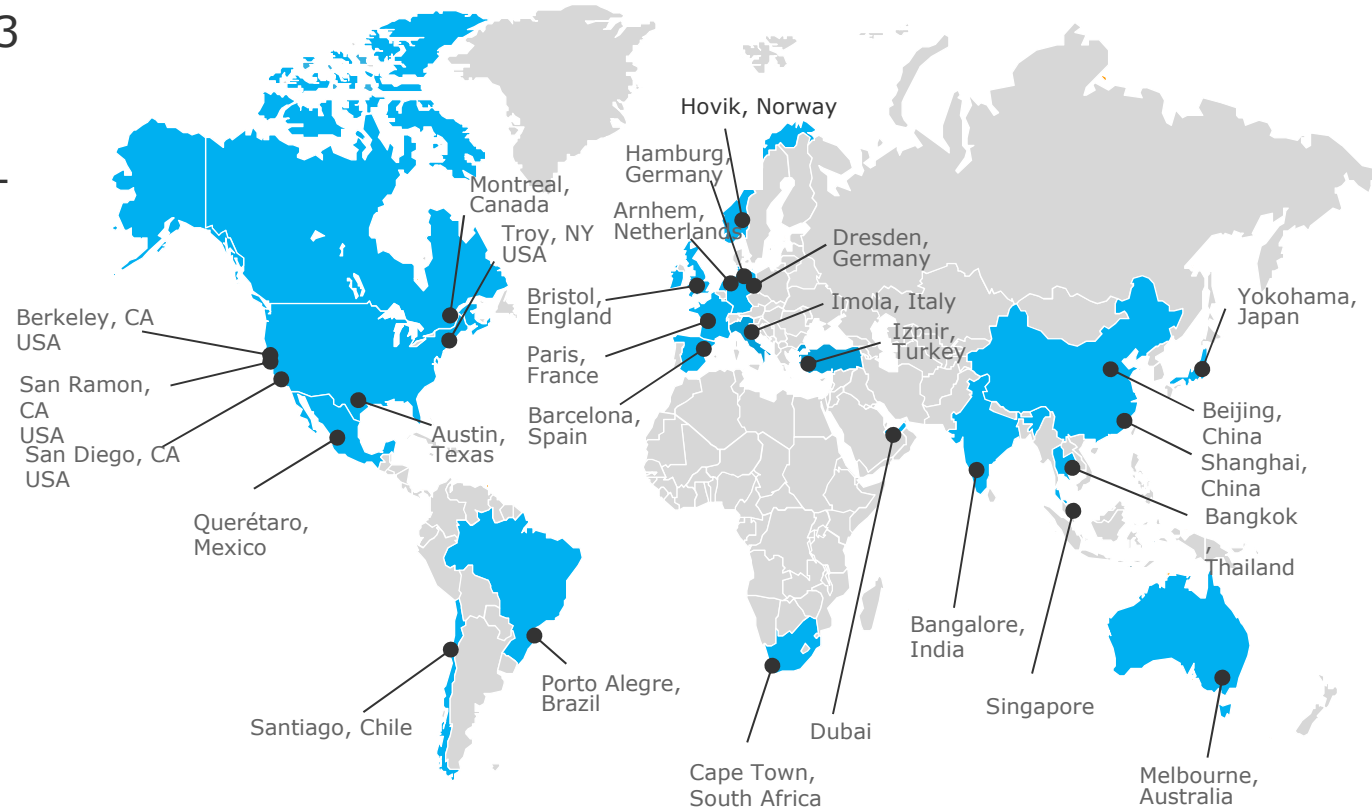 3
Hovik, Norway
Hamburg,
Germany
Montreal,
Canada
Arnhem,
Netherlands
Troy, NY
USA
Dresden,
Germany
Bristol,
England
Imola, Italy
Yokohama,
Japan
Berkeley, CA
USA
Izmir,
Turkey
Paris,
France
San Ramon,
CA
USA
Barcelona,
Spain
Beijing,
China
Austin,
Texas
San Diego, CA
USA
Shanghai,
China
Bangkok
,
Thailand
Querétaro,
Mexico
Bangalore,
India
Porto Alegre,
Brazil
Singapore
Santiago, Chile
Dubai
Cape Town,
South Africa
Melbourne,
Australia